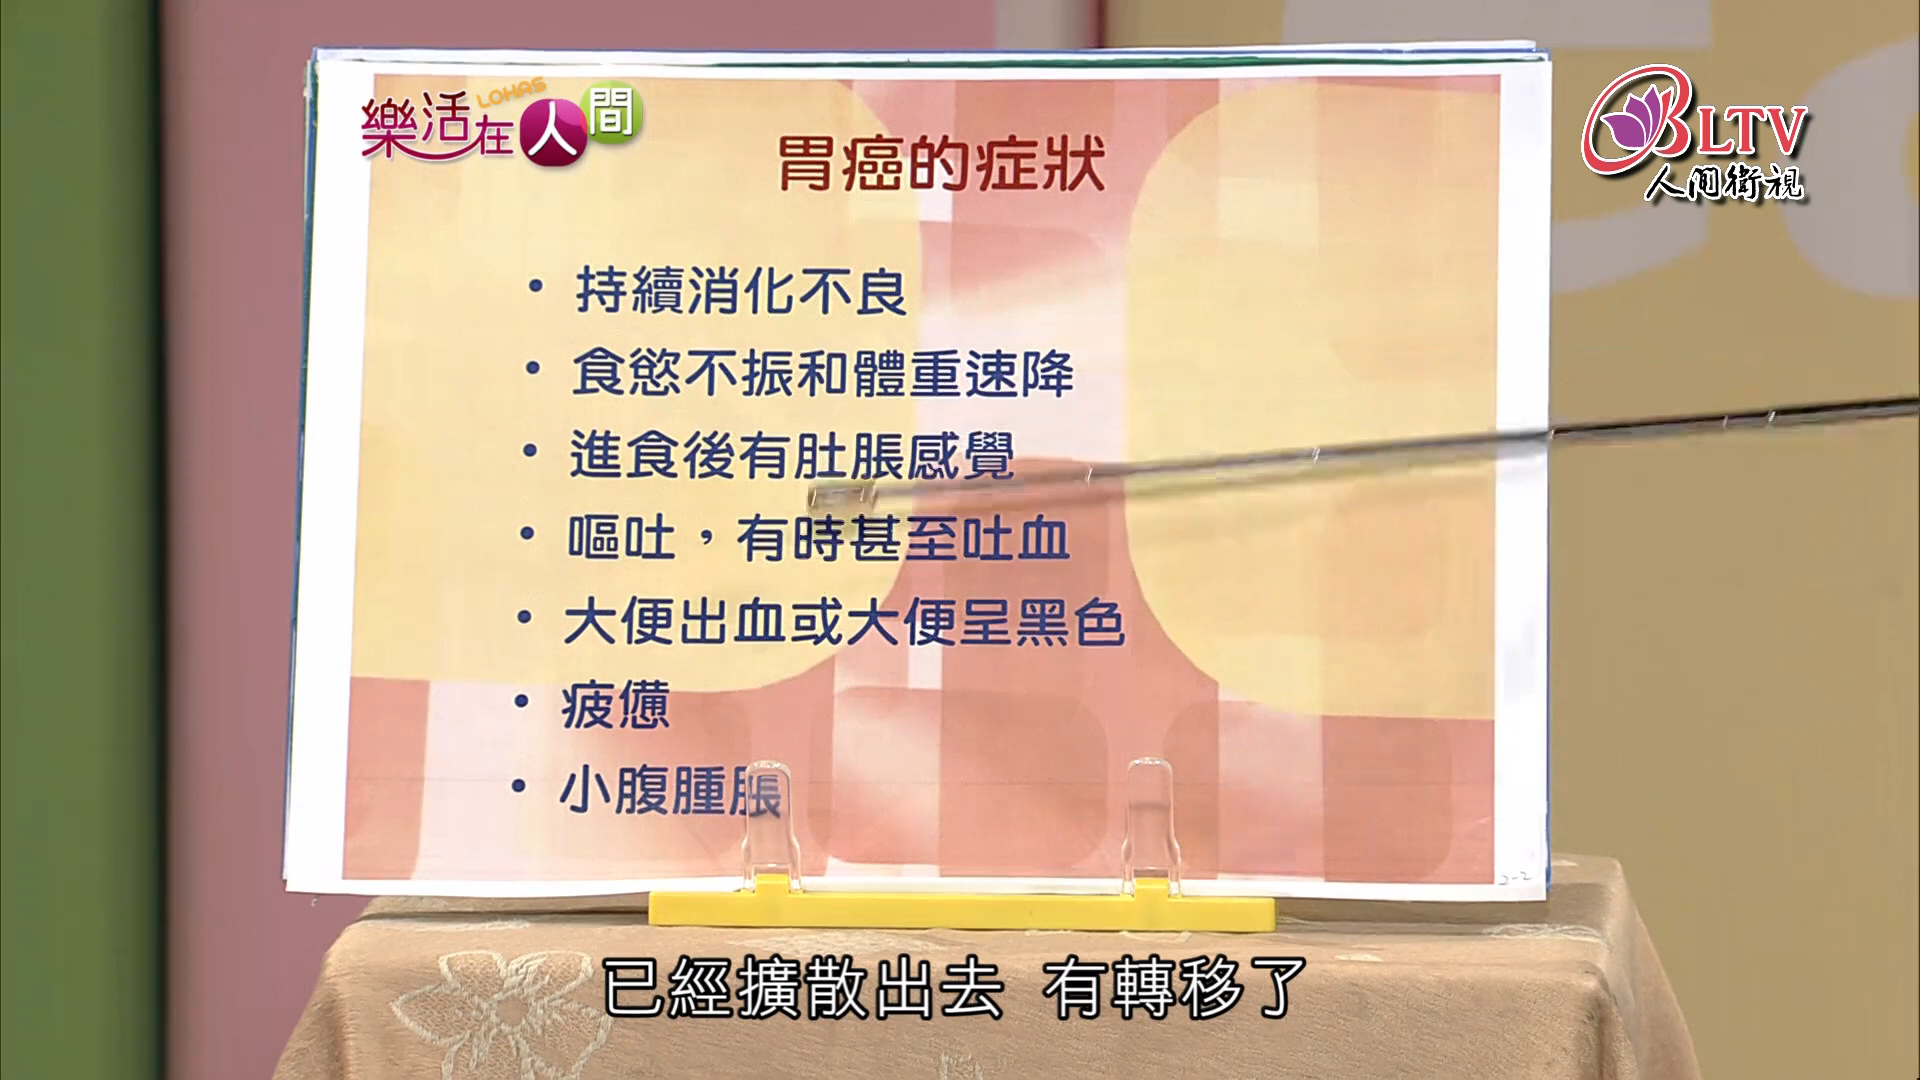 樂活在人間
LOHAS
BLTV
人間衛視
胃癌的症狀
• 持續消化不良
• 食慾不振和體重速降
• 進食後有肚脹感覺
• 嘔吐，有時甚至吐血
• 大便出血或大便呈黑色
• 疲憊
• 小腹腫脹
2-2
已經擴散出去 有轉移了